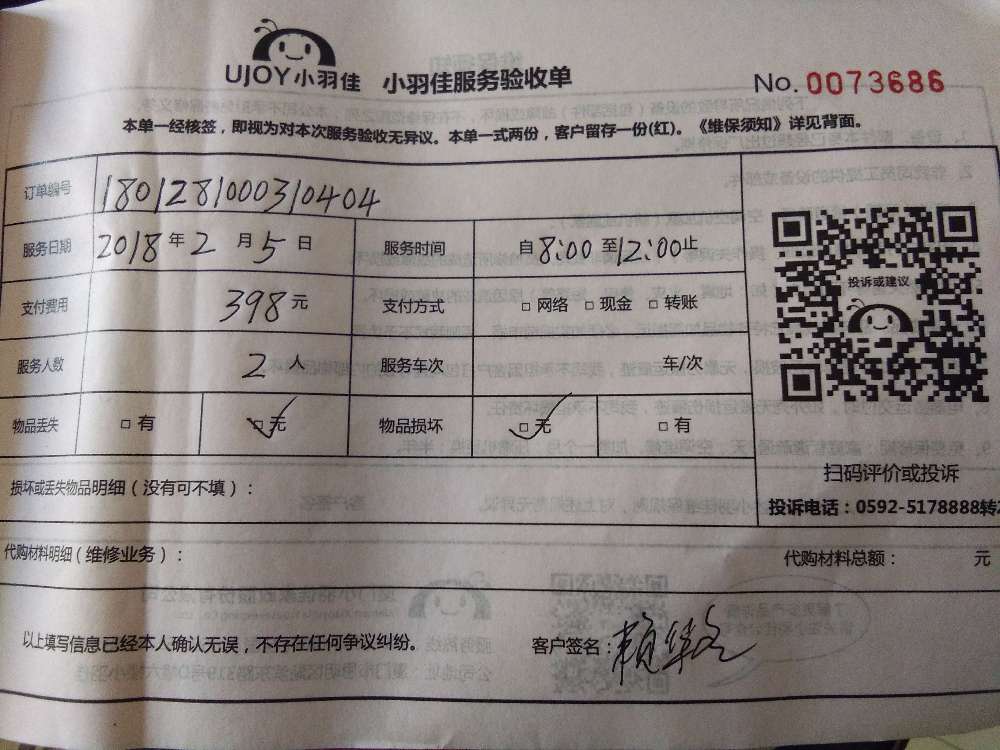 UJOY小羽佳 小羽佳服务验收单 No. 0073686
本单一经核签，即视为对本次服务验收无异议。本单一式两份，客户留存一份(红)。《维保须知》详见背面。
订单编号 1801281000310404
服务日期 2018年2月5日 服务时间 自8:00至12:00止
投诉或建议
支付费用 398元 支付方式 □网络 □现金 □转账
服务人数 2人 服务车次 车/次
物品丢失 □有 □无 物品损坏 □无 □有
扫码评价或投诉
损坏或丢失物品明细（没有可不填）：
投诉电话：0592-5178888转
代购材料明细（维修业务）： 代购材料总额： 元
以上填写信息已经本人确认无误，不存在任何争议纠纷。 客户签名：赖华